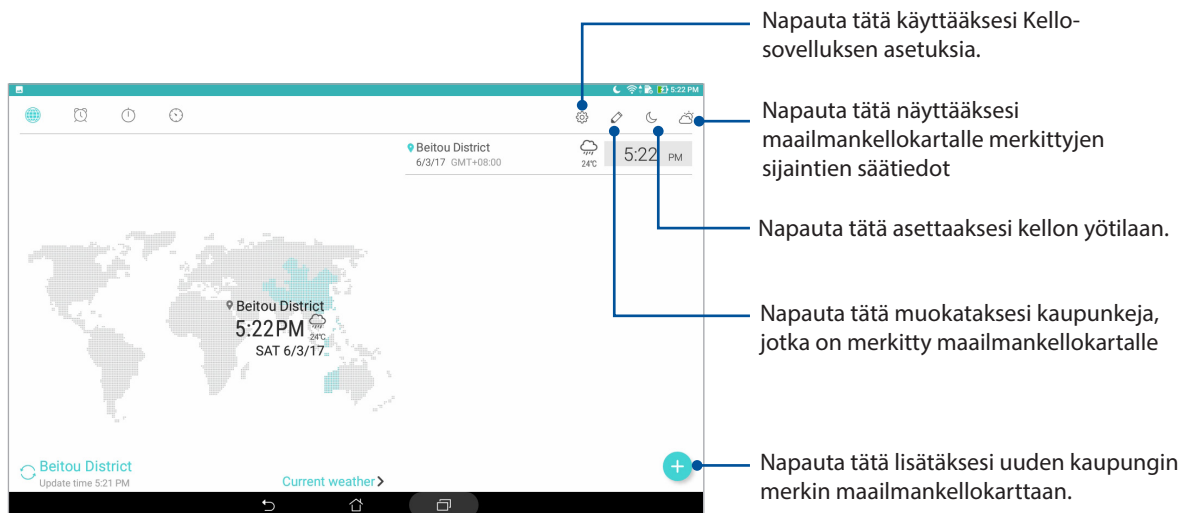 Napauta tätä käyttääksesi Kello-
sovelluksen asetuksia.
5:22 PM
Napauta tätä näyttääksesi
maailmankellokartalle merkittyjen
sijaintien säätiedot
Beitou District
6/3/17 GMT+08:00
24°C
5:22 PM
Napauta tätä asettaaksesi kellon yötilaan.
Beitou District
5:22PM
24°C
SAT 6/3/17
Napauta tätä muokataksesi kaupunkeja,
jotka on merkitty maailmankellokartalle
Beitou District
Update time 5:21 PM
Current weather
Napauta tätä lisätäksesi uuden kaupungin
merkin maailmankellokarttaan.